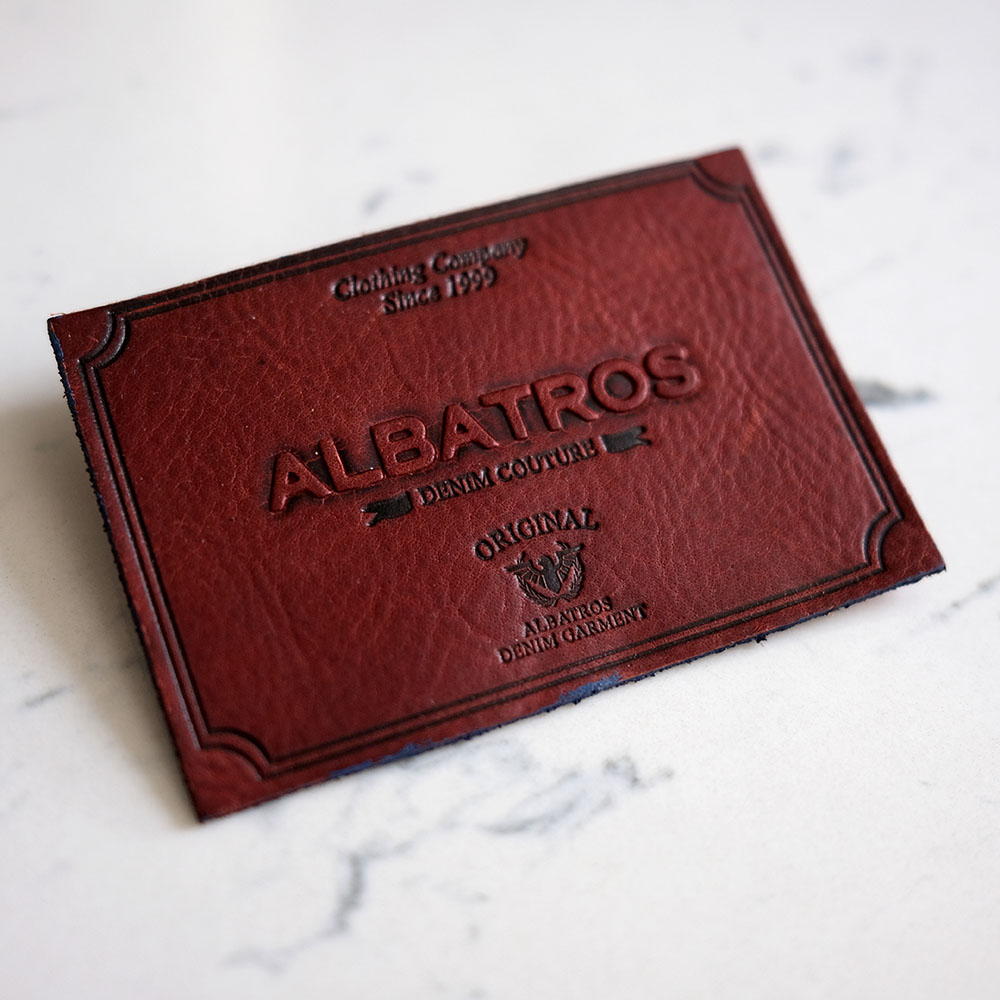 Clothing Company
Since 1999
ALBATROS
DENIM COUTURE
ORIGINAL
ALBATROS
DENIM GARMENT